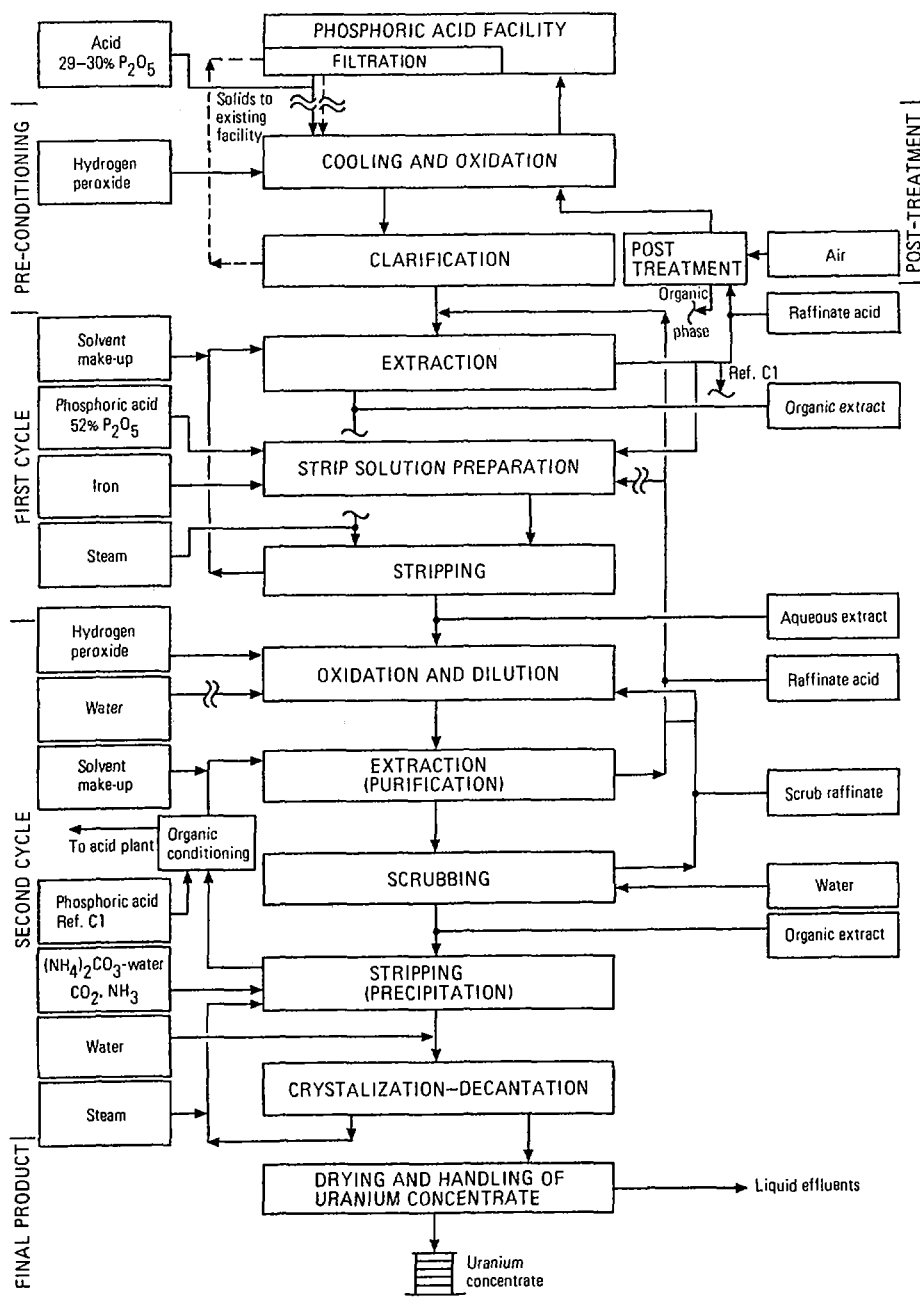 PHOSPHORIC ACID FACILITY
FILTRATION
Acid
29–30% P₂O₅
Solids to
existing
facility
PRE-CONDITIONING
POST-TREATMENT
Hydrogen
peroxide
COOLING AND OXIDATION
CLARIFICATION
POST
TREATMENT
Air
Organic
phase
Raffinate acid
FIRST CYCLE
Solvent
make-up
EXTRACTION
Ref. C1
Phosphoric acid
52% P₂O₅
Organic extract
STRIP SOLUTION PREPARATION
Iron
Steam
STRIPPING
SECOND CYCLE
Hydrogen
peroxide
Aqueous extract
OXIDATION AND DILUTION
Water
Raffinate acid
Solvent
make-up
EXTRACTION
(PURIFICATION)
Scrub raffinate
To acid plant
Organic
conditioning
SCRUBBING
Water
Phosphoric acid
Ref. C1
Organic extract
(NH₄)₂CO₃-water
CO₂. NH₃
STRIPPING
(PRECIPITATION)
Water
CRYSTALIZATION–DECANTATION
Steam
FINAL PRODUCT
DRYING AND HANDLING OF
URANIUM CONCENTRATE
Liquid effluents
Uranium
concentrate